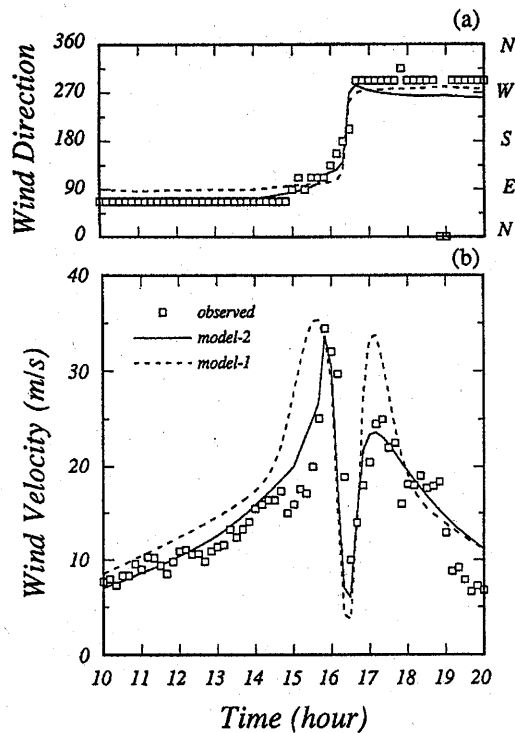 (a)
360
270
180
90
0
N
W
S
E
N
Wind Direction
(b)
40
30
20
10
0
observed
model-2
model-1
Wind Velocity (m/s)
10 11 12 13 14 15 16 17 18 19 20
Time (hour)